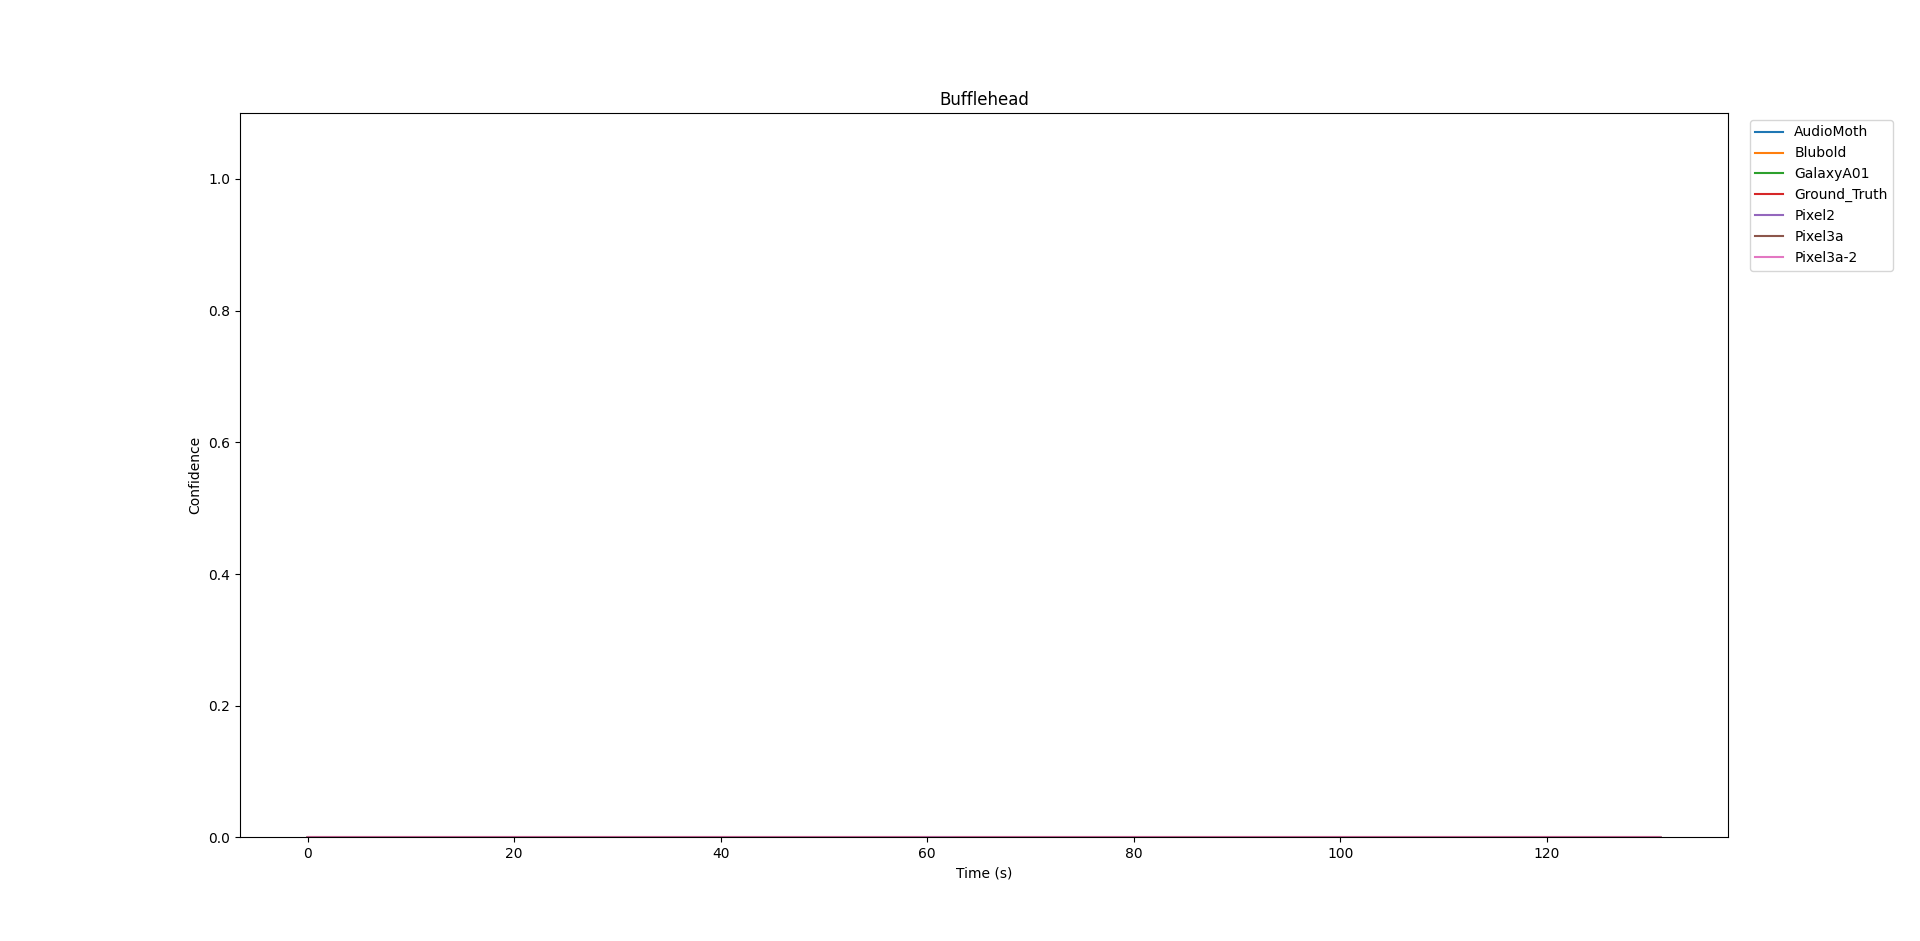 Bufflehead
AudioMoth
Blubold
GalaxyA01
Ground_Truth
Pixel2
Pixel3a
Pixel3a-2
1.0
0.8
0.6
0.4
0.2
0.0
Confidence
0 20 40 60 80 100 120
Time (s)